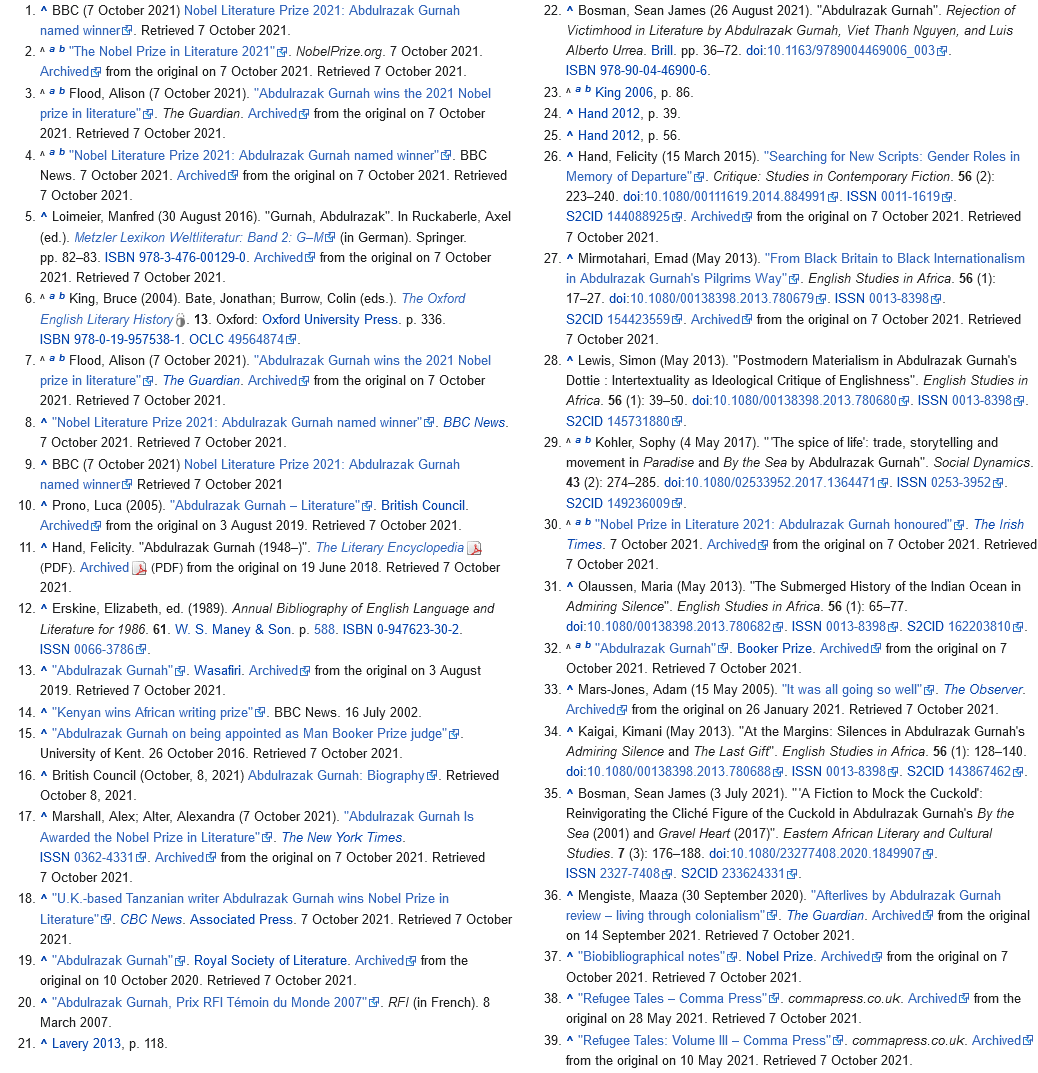 1. ^ BBC (7 October 2021) Nobel Literature Prize 2021: Abdulrazak Gurnah
named winner. Retrieved 7 October 2021.
2. ^ a b "The Nobel Prize in Literature 2021". NobelPrize.org. 7 October 2021.
Archived from the original on 7 October 2021. Retrieved 7 October 2021.
3. ^ a b Flood, Alison (7 October 2021). "Abdulrazak Gurnah wins the 2021 Nobel
prize in literature". The Guardian. Archived from the original on 7 October
2021. Retrieved 7 October 2021.
4. ^ a b "Nobel Literature Prize 2021: Abdulrazak Gurnah named winner". BBC
News. 7 October 2021. Archived from the original on 7 October 2021. Retrieved
7 October 2021.
5. ^ Loimeier, Manfred (30 August 2016). "Gurnah, Abdulrazak". In Ruckaberle, Axel
(ed.). Metzler Lexikon Weltliteratur: Band 2: G–M (in German). Springer.
pp. 82–83. ISBN 978-3-476-00129-0. Archived from the original on 7 October
2021. Retrieved 7 October 2021.
6. ^ a b King, Bruce (2004). Bate, Jonathan; Burrow, Colin (eds.). The Oxford
English Literary History. 13. Oxford: Oxford University Press. p. 336.
ISBN 978-0-19-957538-1. OCLC 49564874.
7. ^ a b Flood, Alison (7 October 2021). "Abdulrazak Gurnah wins the 2021 Nobel
prize in literature". The Guardian. Archived from the original on 7 October
2021. Retrieved 7 October 2021.
8. ^ "Nobel Literature Prize 2021: Abdulrazak Gurnah named winner". BBC News.
7 October 2021. Retrieved 7 October 2021.
9. ^ BBC (7 October 2021) Nobel Literature Prize 2021: Abdulrazak Gurnah
named winner Retrieved 7 October 2021
10. ^ Prono, Luca (2005). "Abdulrazak Gurnah – Literature". British Council.
Archived from the original on 3 August 2019. Retrieved 7 October 2021.
11. ^ Hand, Felicity. "Abdulrazak Gurnah (1948–)". The Literary Encyclopedia
(PDF). Archived (PDF) from the original on 19 June 2018. Retrieved 7 October
2021.
12. ^ Erskine, Elizabeth, ed. (1989). Annual Bibliography of English Language and
Literature for 1986. 61. W. S. Maney & Son. p. 588. ISBN 0-947623-30-2.
ISSN 0066-3786.
13. ^ "Abdulrazak Gurnah". Wasafiri. Archived from the original on 3 August
2019. Retrieved 7 October 2021.
14. ^ "Kenyan wins African writing prize". BBC News. 16 July 2002.
15. ^ "Abdulrazak Gurnah on being appointed as Man Booker Prize judge".
University of Kent. 26 October 2016. Retrieved 7 October 2021.
16. ^ British Council (October, 8, 2021) Abdulrazak Gurnah: Biography. Retrieved
October 8, 2021.
17. ^ Marshall, Alex; Alter, Alexandra (7 October 2021). "Abdulrazak Gurnah Is
Awarded the Nobel Prize in Literature". The New York Times.
ISSN 0362-4331. Archived from the original on 7 October 2021. Retrieved
7 October 2021.
18. ^ "U.K.-based Tanzanian writer Abdulrazak Gurnah wins Nobel Prize in
Literature". CBC News. Associated Press. 7 October 2021. Retrieved 7 October
2021.
19. ^ "Abdulrazak Gurnah". Royal Society of Literature. Archived from the
original on 10 October 2020. Retrieved 7 October 2021.
20. ^ "Abdulrazak Gurnah, Prix RFI Témoin du Monde 2007". RFI (in French). 8
March 2007.
21. ^ Lavery 2013, p. 118.
22. ^ Bosman, Sean James (26 August 2021). "Abdulrazak Gurnah". Rejection of
Victimhood in Literature by Abdulrazak Gurnah, Viet Thanh Nguyen, and Luis
Alberto Urrea. Brill. pp. 36–72. doi:10.1163/9789004469006_003.
ISBN 978-90-04-46900-6.
23. ^ a b King 2006, p. 86.
24. ^ Hand 2012, p. 39.
25. ^ Hand 2012, p. 56.
26. ^ Hand, Felicity (15 March 2015). "Searching for New Scripts: Gender Roles in
Memory of Departure". Critique: Studies in Contemporary Fiction. 56 (2):
223–240. doi:10.1080/00111619.2014.884991. ISSN 0011-1619.
S2CID 144088925. Archived from the original on 7 October 2021. Retrieved
7 October 2021.
27. ^ Mirmotahari, Emad (May 2013). "From Black Britain to Black Internationalism
in Abdulrazak Gurnah's Pilgrims Way". English Studies in Africa. 56 (1):
17–27. doi:10.1080/00138398.2013.780679. ISSN 0013-8398.
S2CID 154423559. Archived from the original on 7 October 2021. Retrieved
7 October 2021.
28. ^ Lewis, Simon (May 2013). "Postmodern Materialism in Abdulrazak Gurnah's
Dottie : Intertextuality as Ideological Critique of Englishness". English Studies in
Africa. 56 (1): 39–50. doi:10.1080/00138398.2013.780680. ISSN 0013-8398.
S2CID 145731880.
29. ^ a b Kohler, Sophy (4 May 2017). "'The spice of life': trade, storytelling and
movement in Paradise and By the Sea by Abdulrazak Gurnah". Social Dynamics.
43 (2): 274–285. doi:10.1080/02533952.2017.1364471. ISSN 0253-3952.
S2CID 149236009.
30. ^ a b "Nobel Prize in Literature 2021: Abdulrazak Gurnah honoured". The Irish
Times. 7 October 2021. Archived from the original on 7 October 2021. Retrieved
7 October 2021.
31. ^ Olaussen, Maria (May 2013). "The Submerged History of the Indian Ocean in
Admiring Silence". English Studies in Africa. 56 (1): 65–77.
doi:10.1080/00138398.2013.780682. ISSN 0013-8398. S2CID 162203810.
32. ^ a b "Abdulrazak Gurnah". Booker Prize. Archived from the original on 7
October 2021. Retrieved 7 October 2021.
33. ^ Mars-Jones, Adam (15 May 2005). "It was all going so well". The Observer.
Archived from the original on 26 January 2021. Retrieved 7 October 2021.
34. ^ Kaigai, Kimani (May 2013). "At the Margins: Silences in Abdulrazak Gurnah's
Admiring Silence and The Last Gift". English Studies in Africa. 56 (1): 128–140.
doi:10.1080/00138398.2013.780688. ISSN 0013-8398. S2CID 143867462.
35. ^ Bosman, Sean James (3 July 2021). "'A Fiction to Mock the Cuckold':
Reinvigorating the Cliché Figure of the Cuckold in Abdulrazak Gurnah's By the
Sea (2001) and Gravel Heart (2017)". Eastern African Literary and Cultural
Studies. 7 (3): 176–188. doi:10.1080/23277408.2020.1849907.
ISSN 2327-7408. S2CID 233624331.
36. ^ Mengiste, Maaza (30 September 2020). "Afterlives by Abdulrazak Gurnah
review – living through colonialism". The Guardian. Archived from the original
on 14 September 2021. Retrieved 7 October 2021.
37. ^ "Biobibliographical notes". Nobel Prize. Archived from the original on 7
October 2021. Retrieved 7 October 2021.
38. ^ "Refugee Tales – Comma Press". commapress.co.uk. Archived from the
original on 28 May 2021. Retrieved 7 October 2021.
39. ^ "Refugee Tales: Volume III – Comma Press". commapress.co.uk. Archived
from the original on 10 May 2021. Retrieved 7 October 2021.